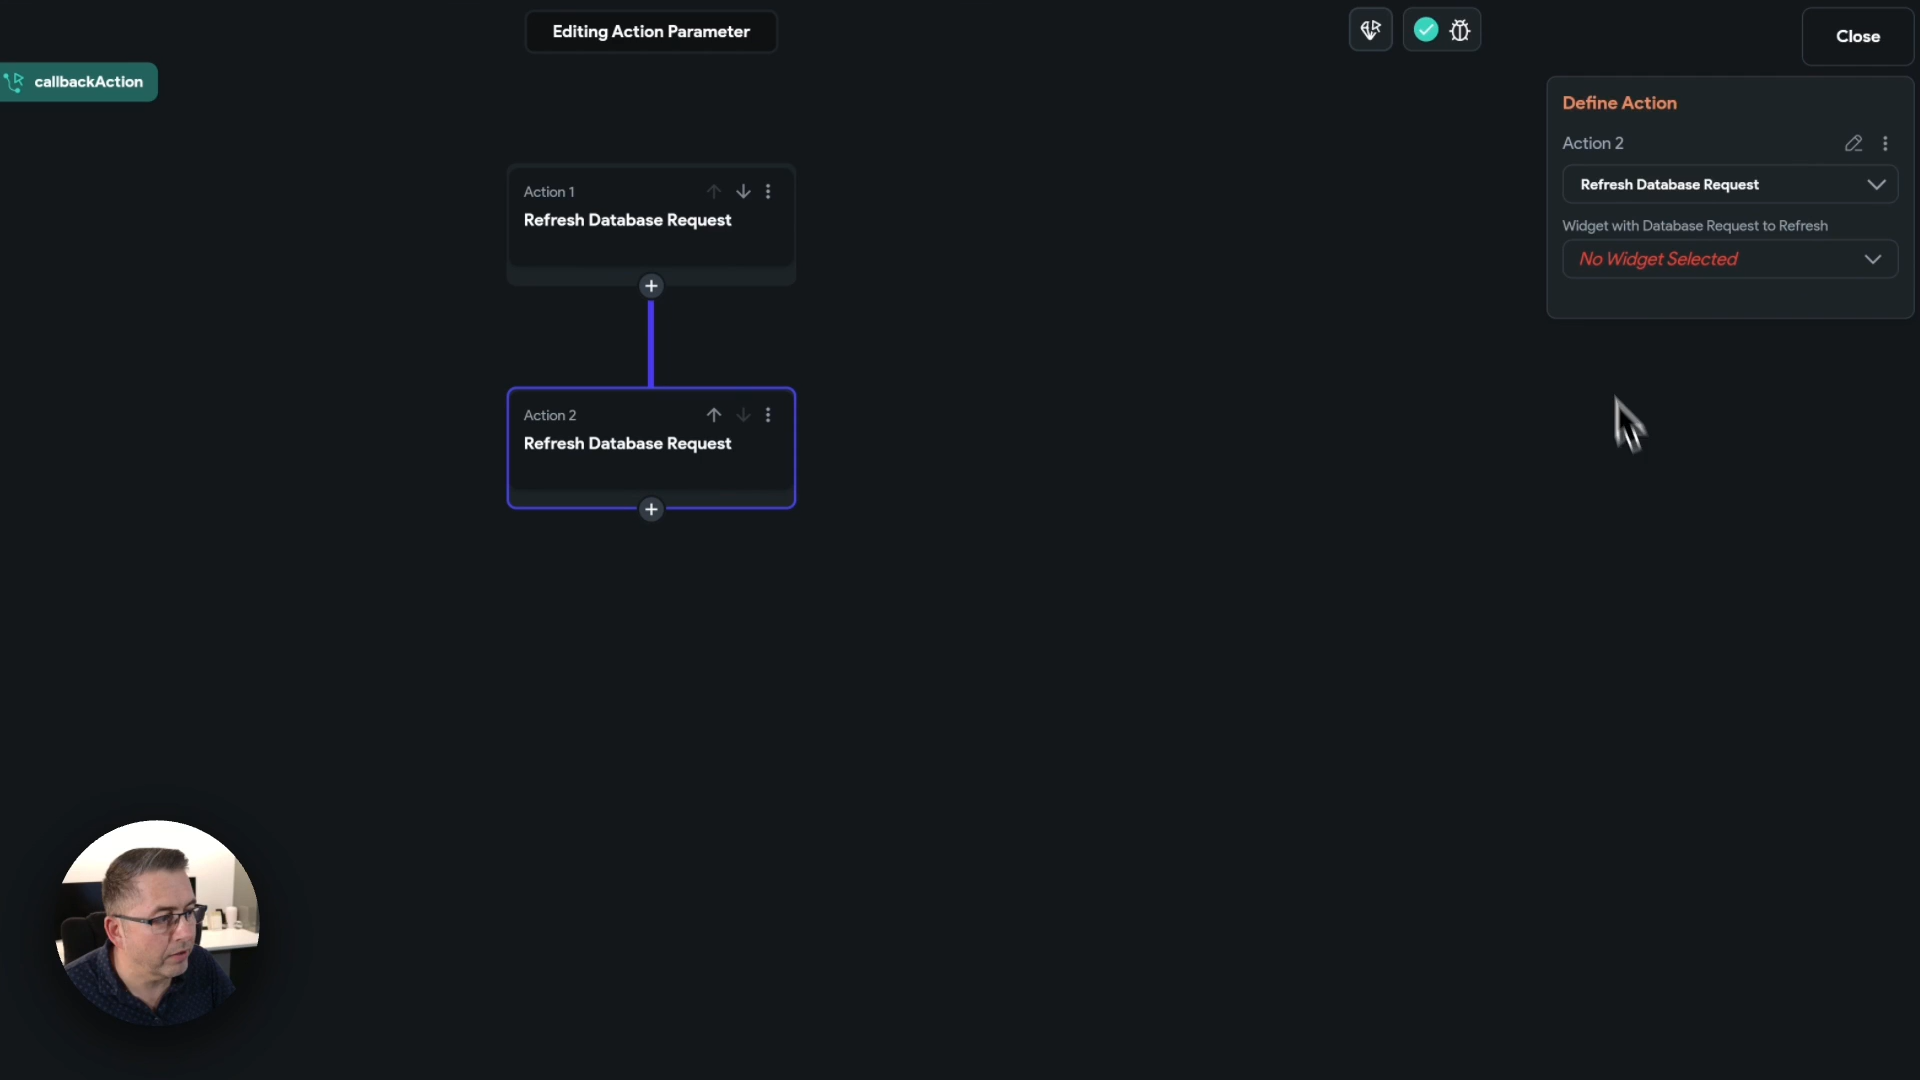 Editing Action Parameter
Close
callbackAction
Define Action
Action 2
Refresh Database Request
Widget with Database Request to Refresh
No Widget Selected
Action 1
Refresh Database Request
Action 2
Refresh Database Request